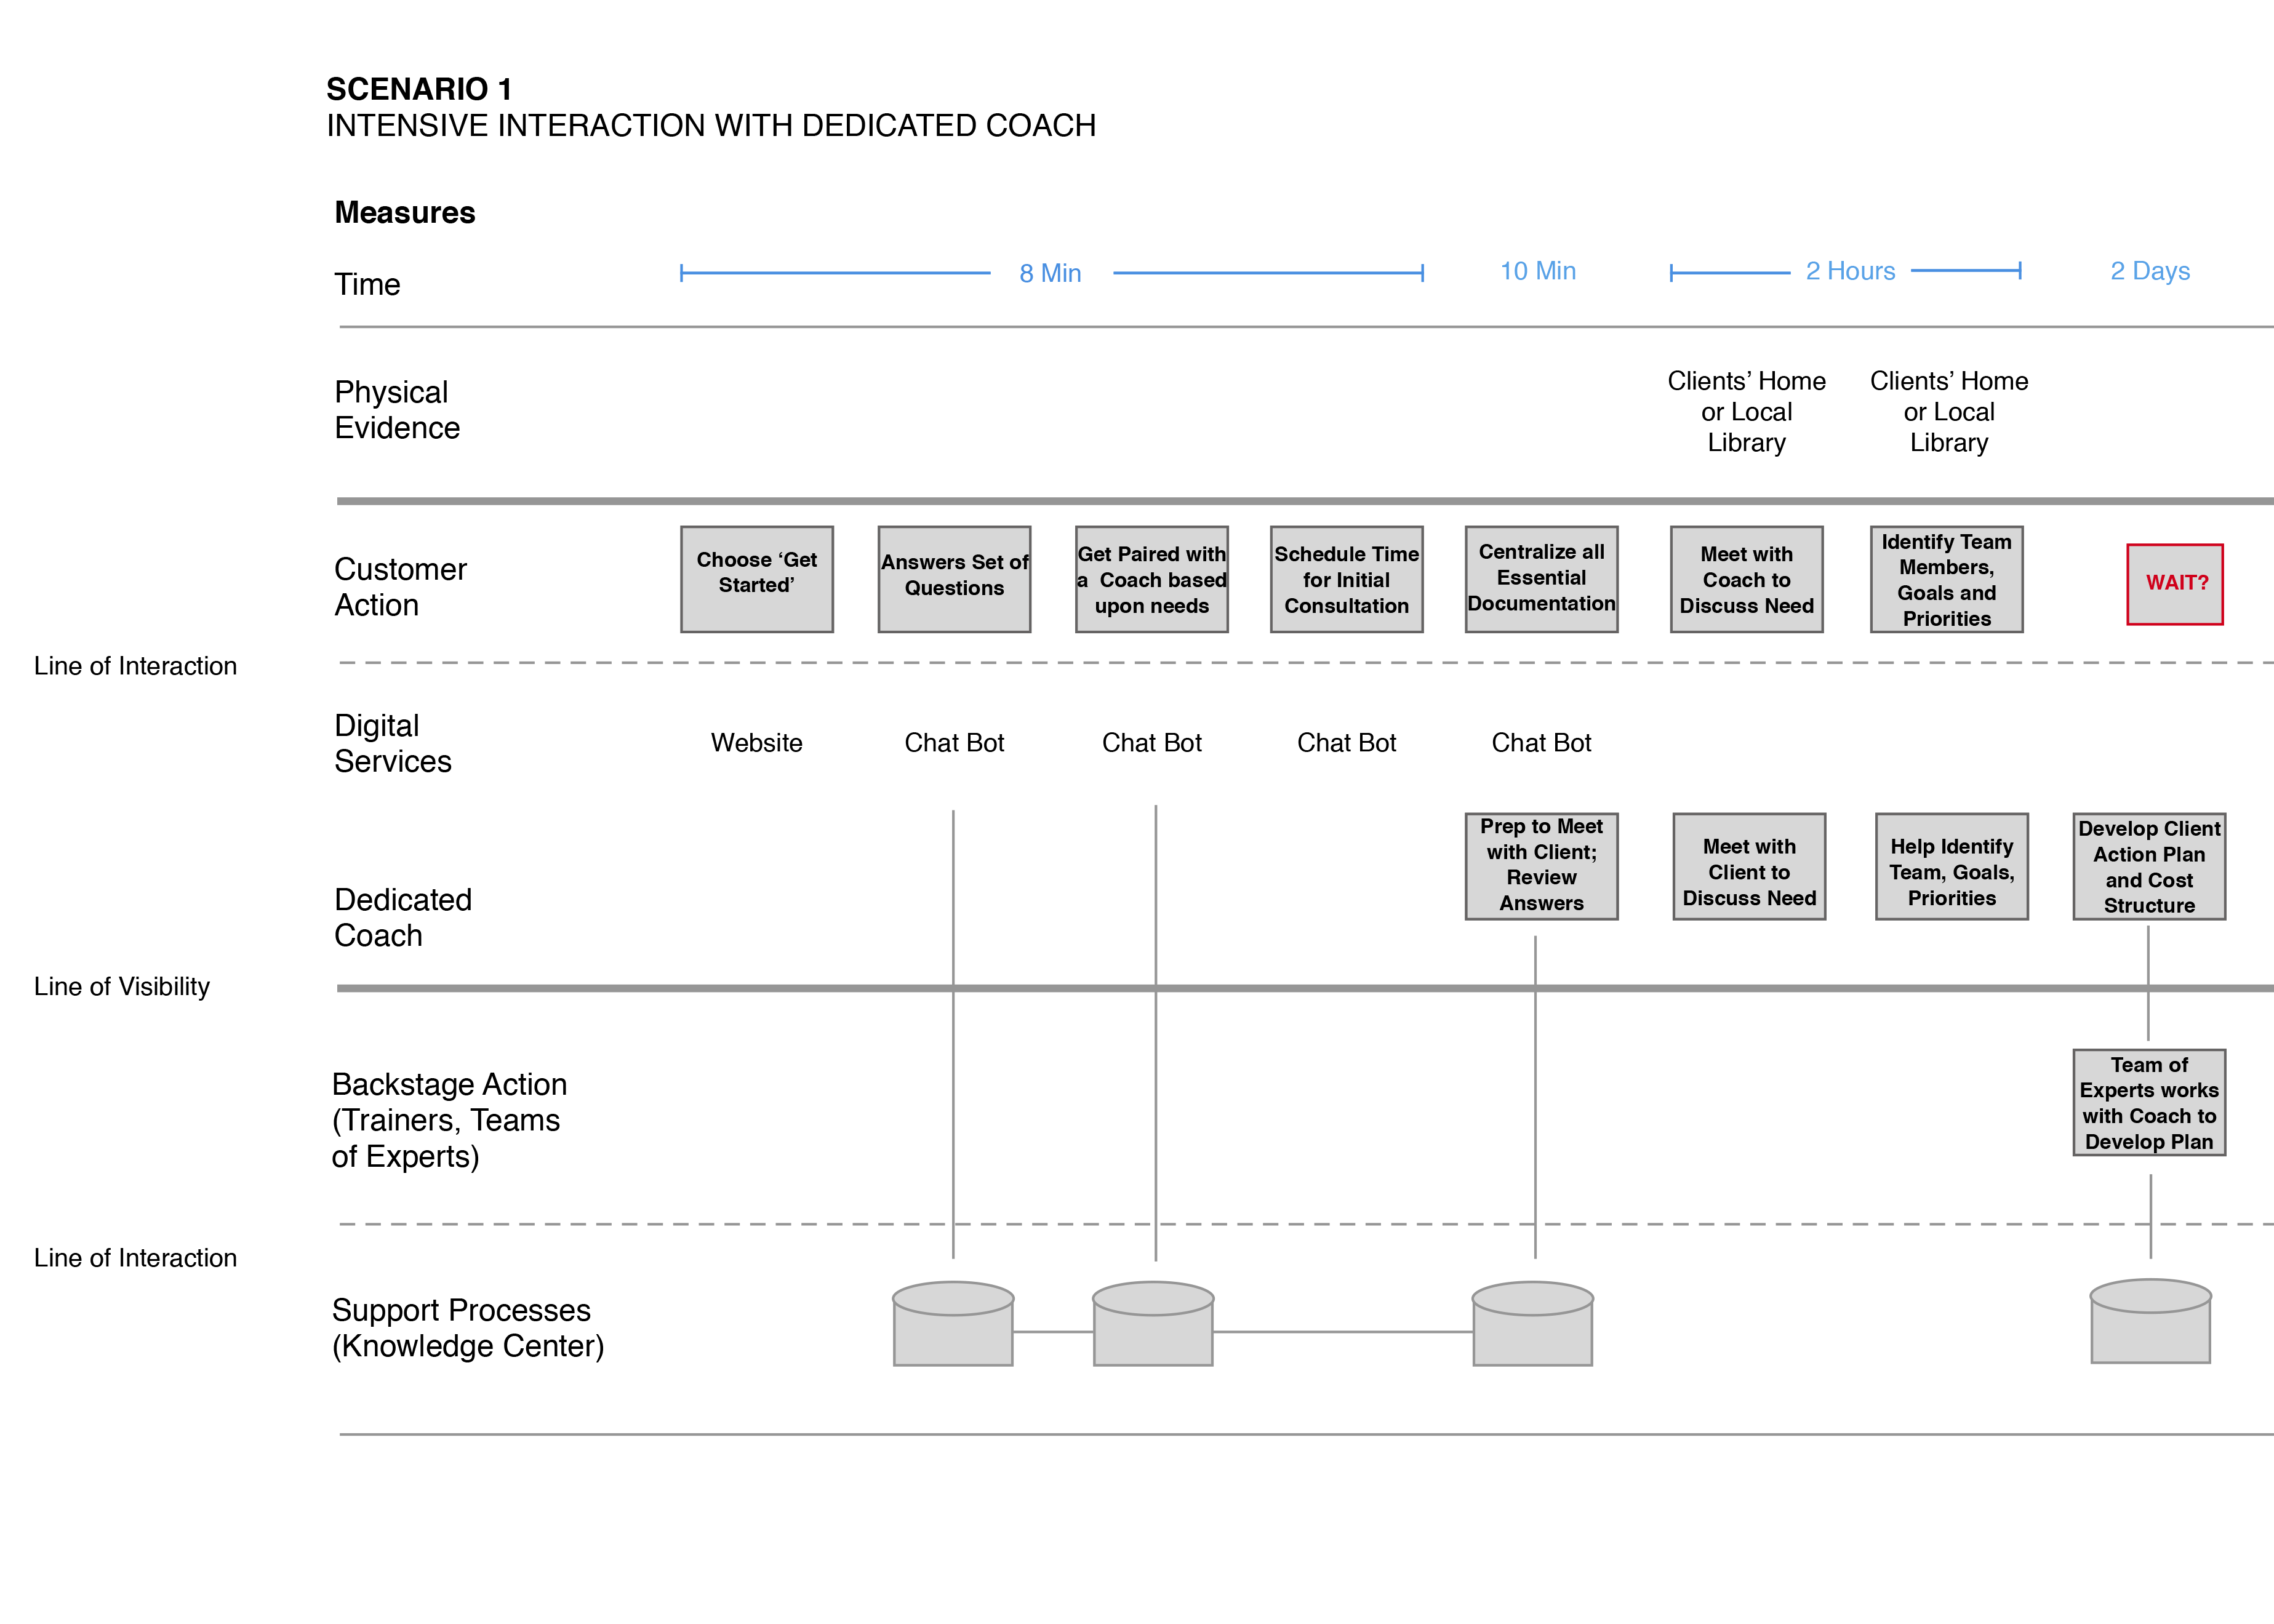 SCENARIO 1
INTENSIVE INTERACTION WITH DEDICATED COACH
Measures
Time
8 Min
10 Min
2 Hours
2 Days
Physical
Evidence
Clients’ Home
or Local
Library
Clients’ Home
or Local
Library
Customer
Action
Choose ‘Get
Started’
Answers Set of
Questions
Get Paired with
a Coach based
upon needs
Schedule Time
for Initial
Consultation
Centralize all
Essential
Documentation
Meet with
Coach to
Discuss Need
Identify Team
Members,
Goals and
Priorities
WAIT?
Line of Interaction
Digital
Services
Website
Chat Bot
Chat Bot
Chat Bot
Chat Bot
Dedicated
Coach
Prep to Meet
with Client;
Review
Answers
Meet with
Client to
Discuss Need
Help Identify
Team, Goals,
Priorities
Develop Client
Action Plan
and Cost
Structure
Line of Visibility
Backstage Action
(Trainers, Teams
of Experts)
Team of
Experts works
with Coach to
Develop Plan
Line of Interaction
Support Processes
(Knowledge Center)